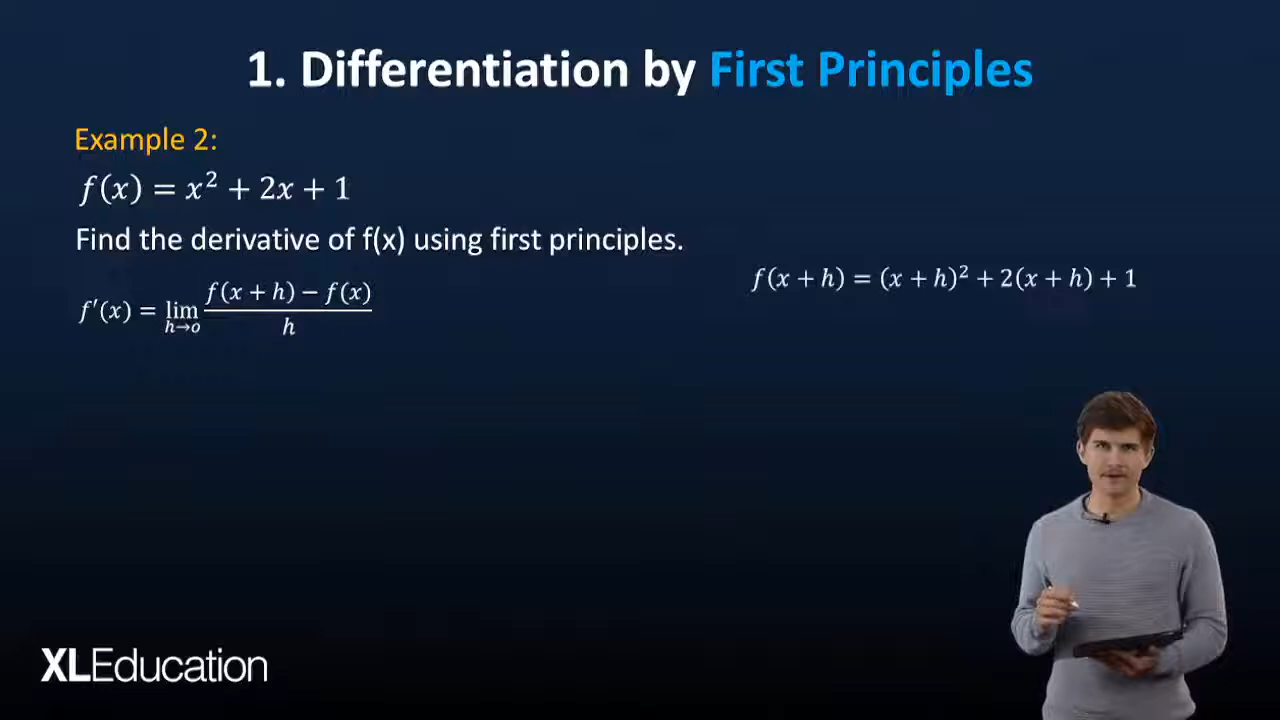 1. Differentiation by First Principles
Example 2:
f(x) = x² + 2x + 1
Find the derivative of f(x) using first principles.
f′(x) = lim h→o f(x + h) − f(x) / h
f(x + h) = (x + h)² + 2(x + h) + 1
XLEducation